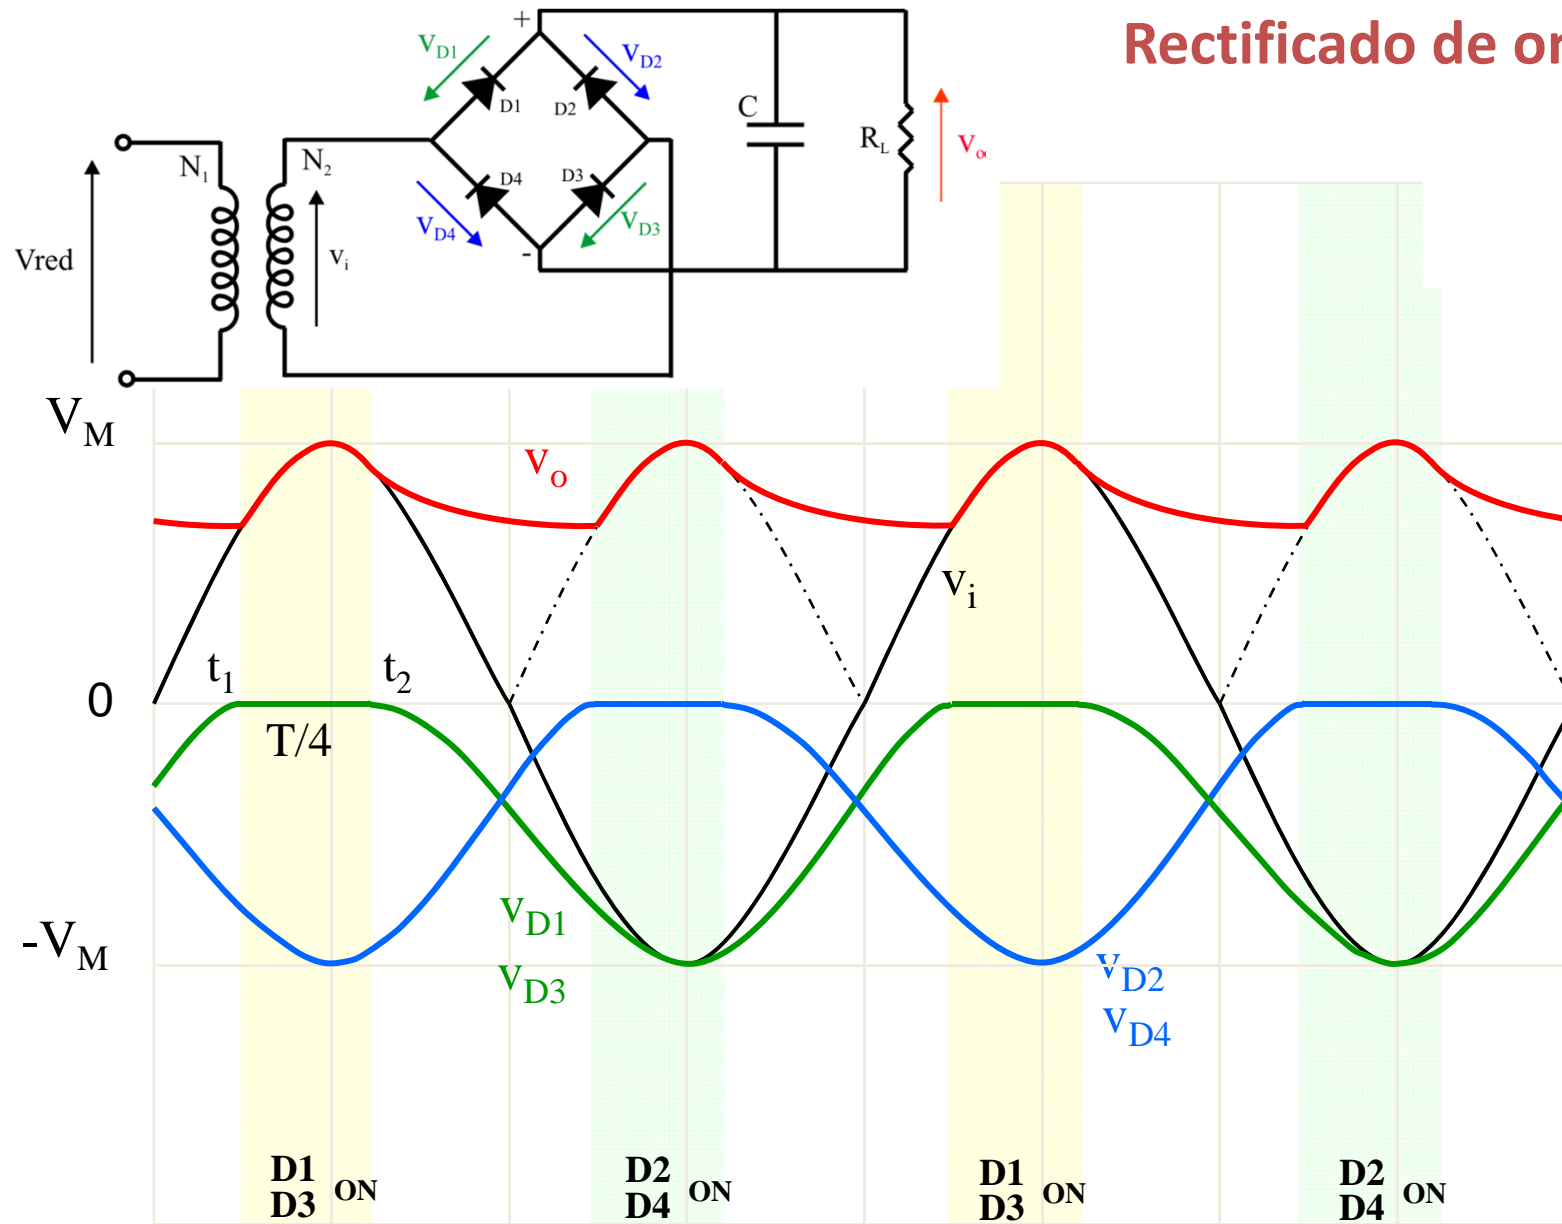 Rectificado de
+
VD1
VD2
D1
D2
C
RL
N1
N2
D4
D3
VD4
VD3
-
Vred
vi
VM
vo
vi
t1
t2
0
T/4
vD1
vD3
-VM
vD2
vD4
D1
D3 ON
D2
D4 ON
D1
D3 ON
D2
D4 ON